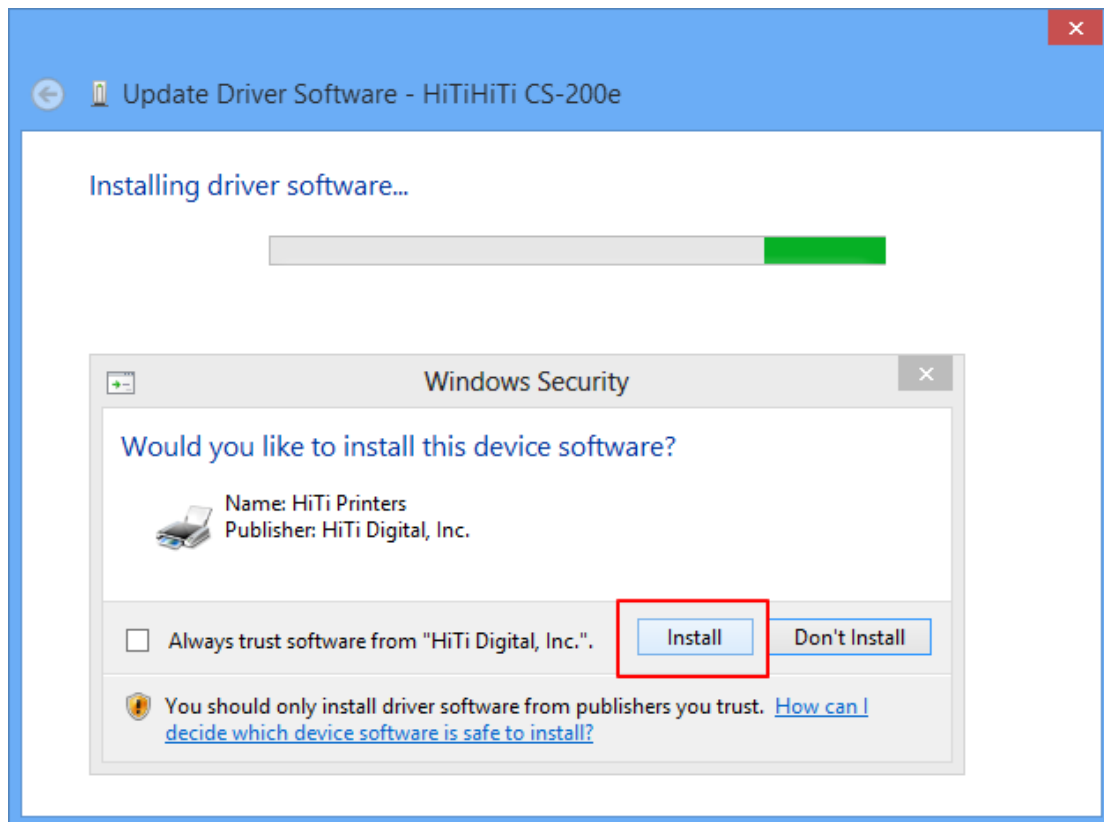 Update Driver Software - HiTiHiTi CS-200e
Installing driver software...
Windows Security
Would you like to install this device software?
Name: HiTi Printers
Publisher: HiTi Digital, Inc.
Always trust software from "HiTi Digital, Inc.".
Install
Don't Install
You should only install driver software from publishers you trust. How can I
decide which device software is safe to install?